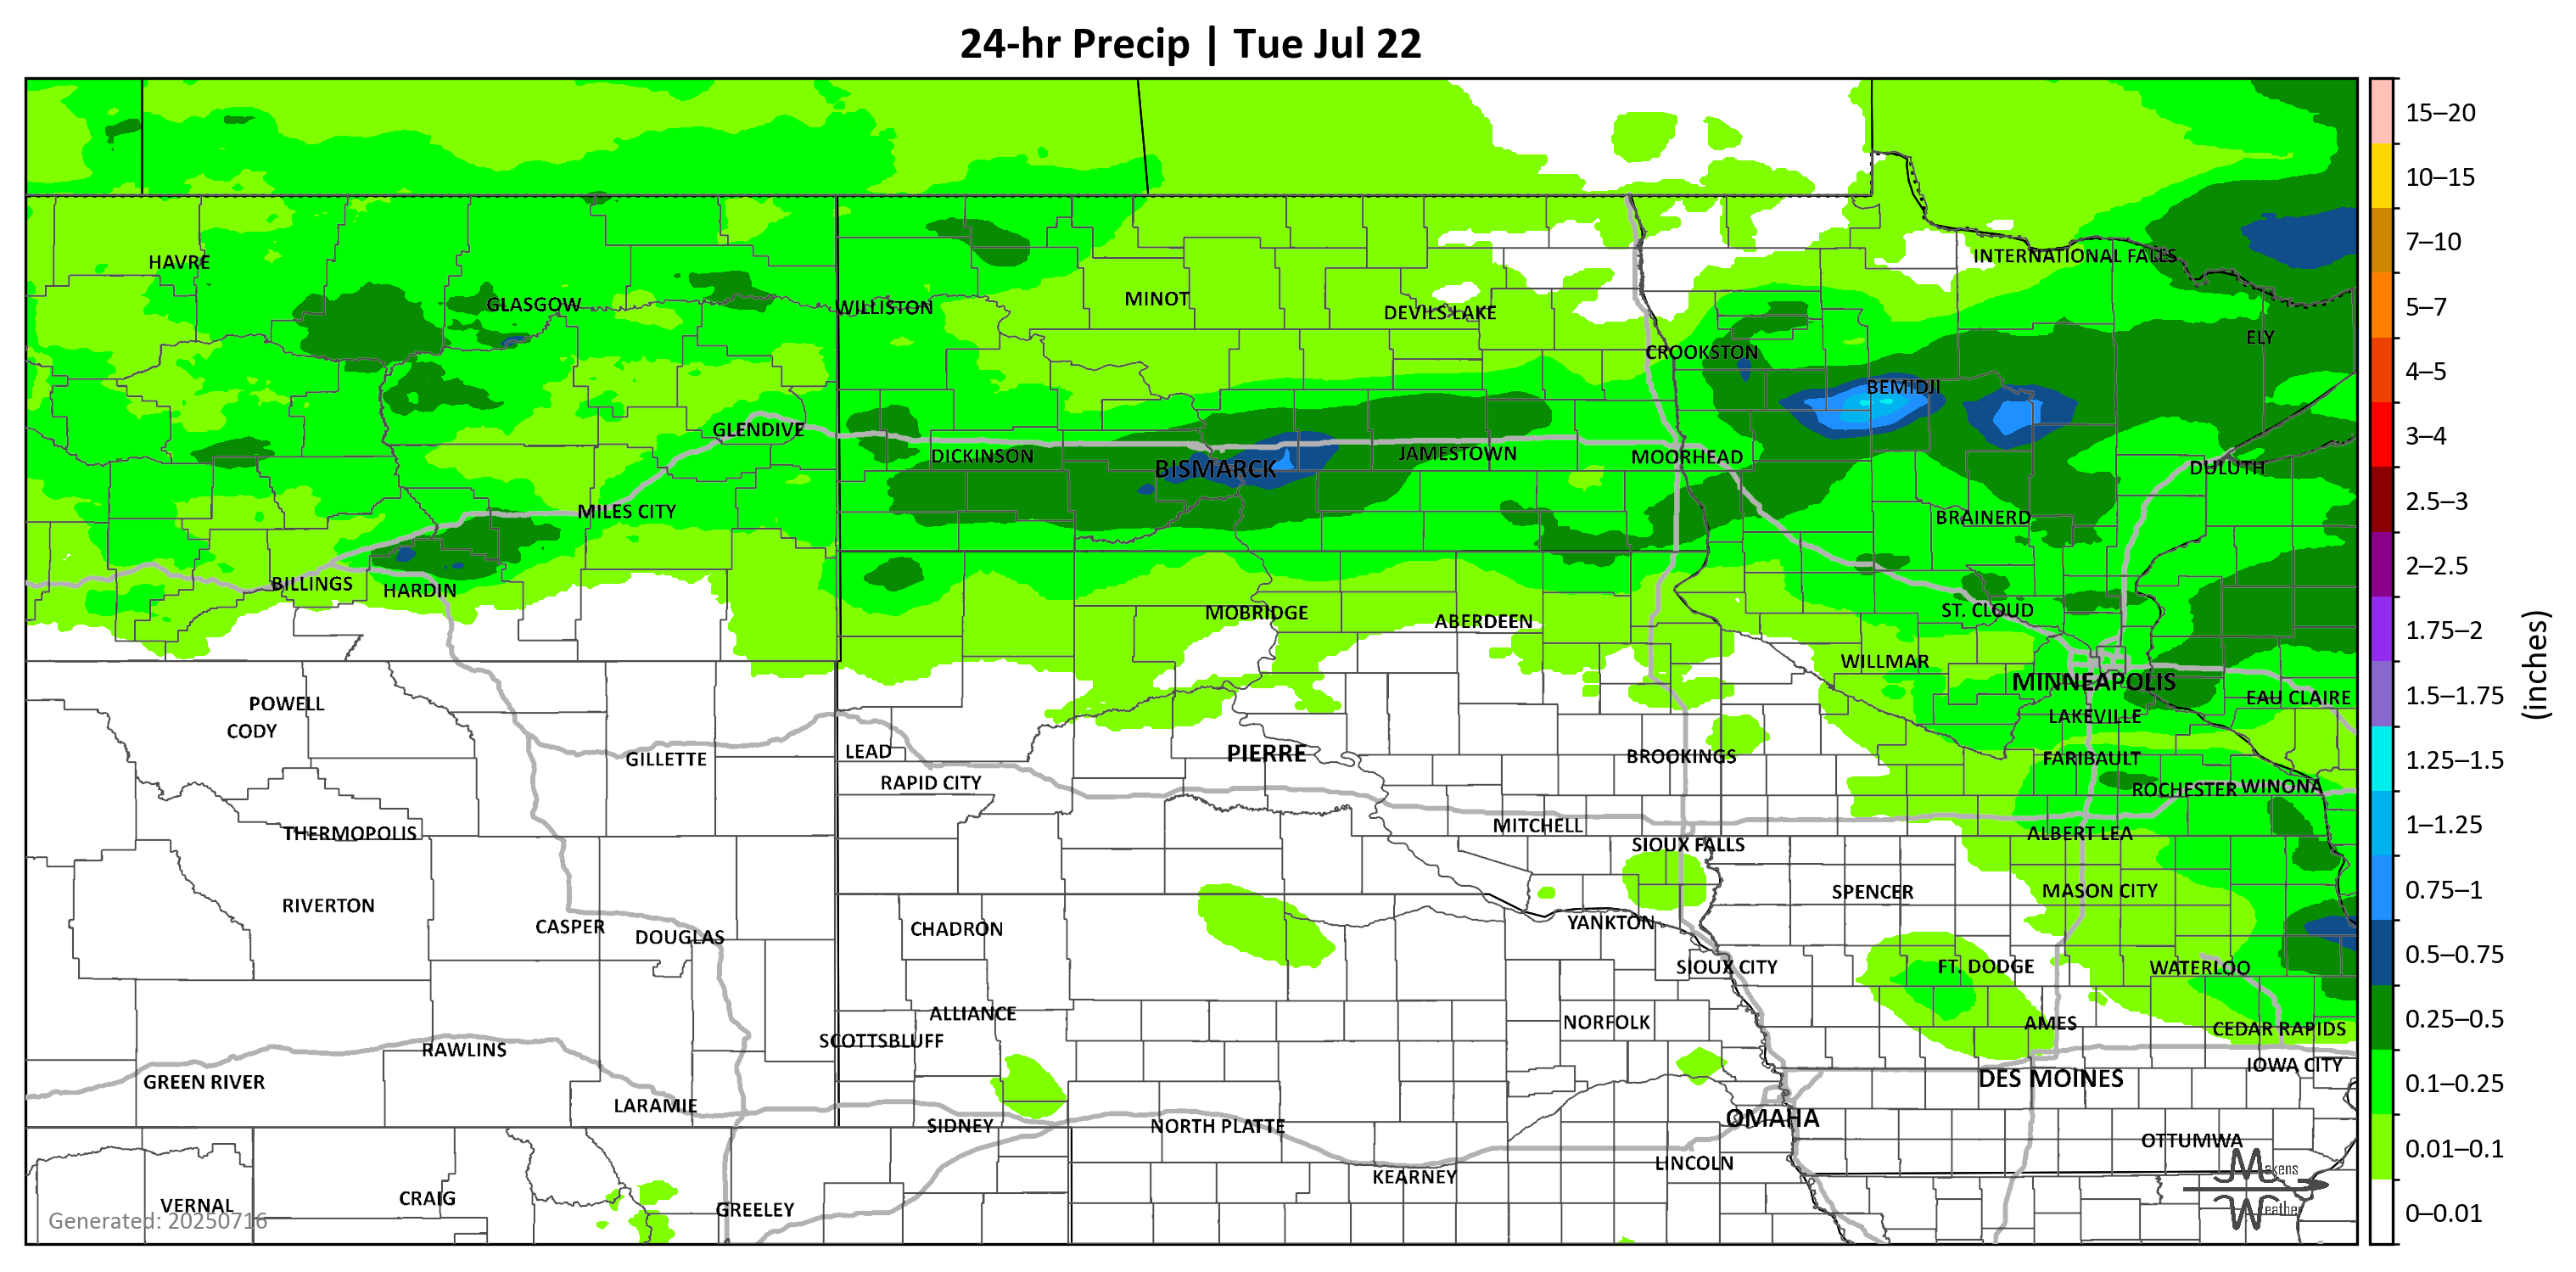 24-hr Precip | Tue Jul 22
15–20
10–15
7–10
5–7
4–5
3–4
2.5–3
2–2.5
1.75–2
1.5–1.75
1.25–1.5
1–1.25
0.75–1
0.5–0.75
0.25–0.5
0.1–0.25
0.01–0.1
0–0.01
(inches)
INTERNATIONAL FALLS
HAVRE
GLASGOW
WILLISTON
MINOT
DEVILS LAKE
ELY
CROOKSTON
BEMIDJI
GLENDIVE
DICKINSON
BISMARCK
JAMESTOWN
MOORHEAD
DULUTH
MILES CITY
BRAINERD
BILLINGS
HARDIN
MOBRIDGE
ABERDEEN
ST. CLOUD
WILLMAR
MINNEAPOLIS
EAU CLAIRE
POWELL
CODY
LAKEVILLE
GILLETTE
LEAD
PIERRE
BROOKINGS
FARIBAULT
RAPID CITY
ROCHESTER
WINONA
THERMOPOLIS
MITCHELL
ALBERT LEA
SIOUX FALLS
RIVERTON
SPENCER
MASON CITY
CASPER
DOUGLAS
CHADRON
YANKTON
SIOUX CITY
FT. DODGE
WATERLOO
ALLIANCE
SCOTTSBLUFF
NORFOLK
AMES
CEDAR RAPIDS
RAWLINS
IOWA CITY
GREEN RIVER
DES MOINES
LARAMIE
SIDNEY
NORTH PLATTE
OMAHA
OTTUMWA
KEARNEY
LINCOLN
VERNAL
CRAIG
GREELEY
Generated: 20250716
Makens
Weather